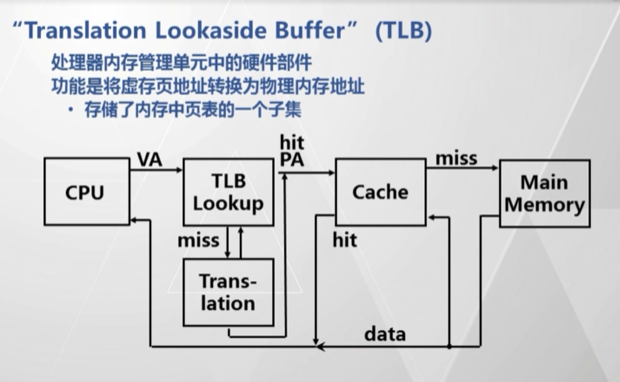 “Translation Lookaside Buffer” (TLB)
处理器内存管理单元中的硬件部件
功能是将虚存页地址转换为物理内存地址
• 存储了内存中页表的一个子集
hit
VA
PA
miss
CPU
TLB
Lookup
Cache
Main
Memory
miss
hit
Trans-
lation
data